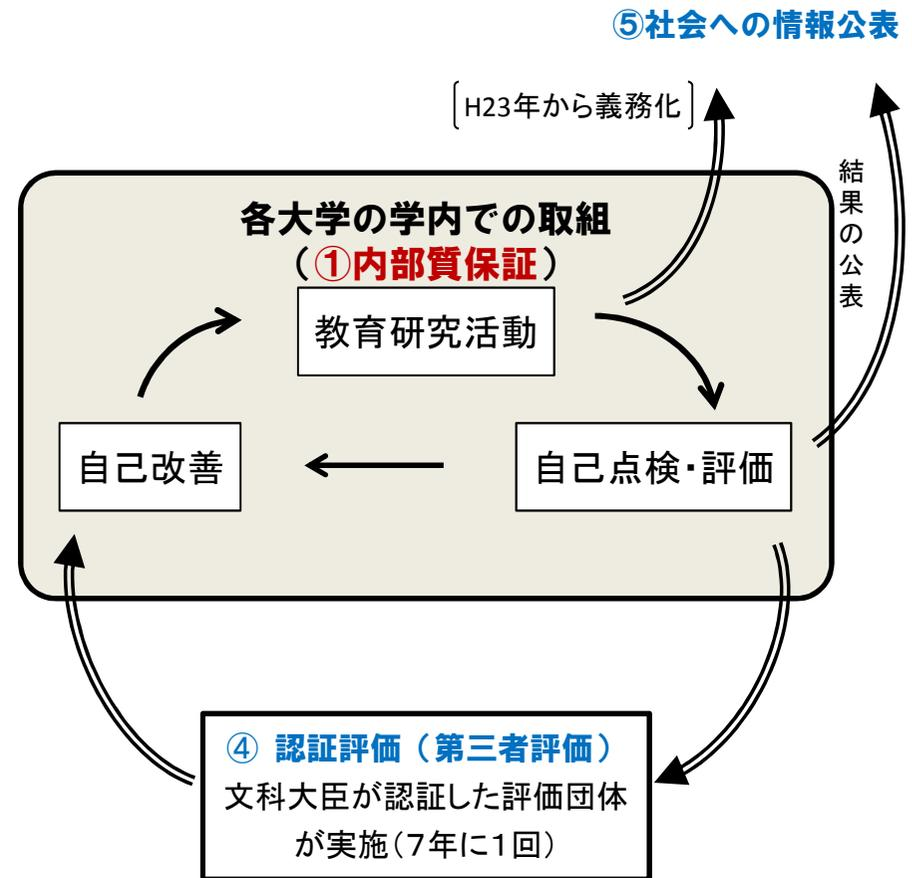 ⑤社会への情報公表
〔H23年から義務化〕
結果の公表
各大学の学内での取組
（①内部質保証）
教育研究活動
自己改善
自己点検・評価
④ 認証評価（第三者評価）
文科大臣が認証した評価団体
が実施（７年に１回）